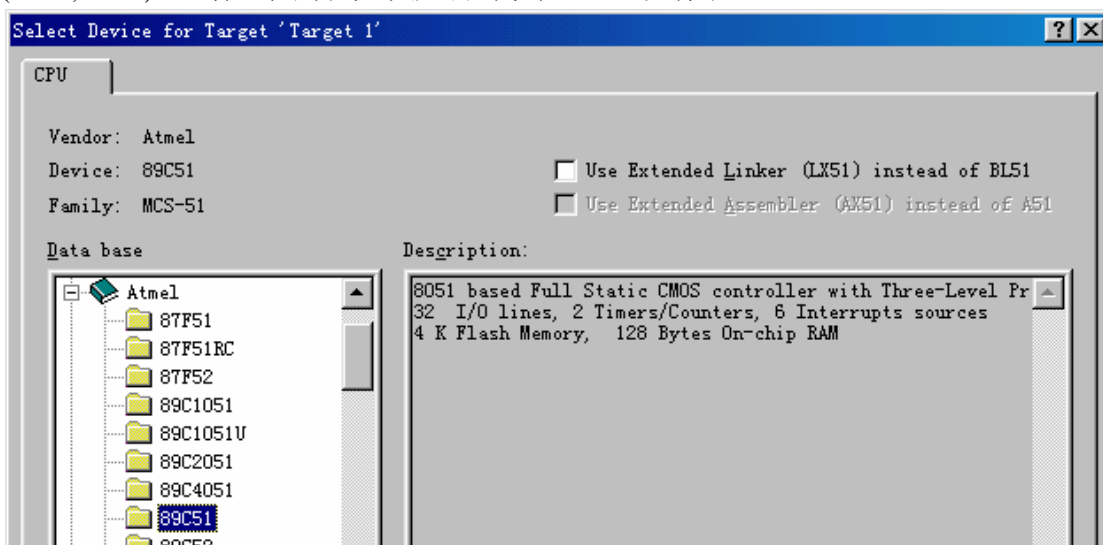 Select Device for Target 'Target 1'
CPU
Vendor: Atmel
Device: 89C51
Use Extended Linker (LX51) instead of BL51
Family: MCS-51
Use Extended Assembler (AX51) instead of A51
Data base
Description:
Atmel
87F51
87F51RC
87F52
89C1051
89C1051U
89C2051
89C4051
89C51
8051 based Full Static CMOS controller with Three-Level Pr
32 I/O lines, 2 Timers/Counters, 6 Interrupts sources
4 K Flash Memory, 128 Bytes On-chip RAM